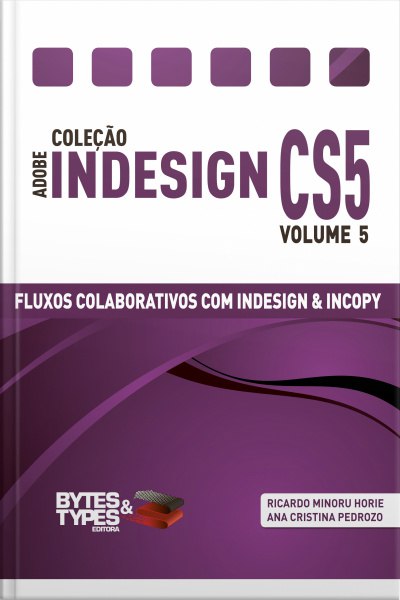 COLEÇÃO
ADOBE
INDESIGN CS5
VOLUME 5
FLUXOS COLABORATIVOS COM INDESIGN & INCOPY
RICARDO MINORU HORIE
ANA CRISTINA PEDROZO
BYTES &
TYPES
EDITORA